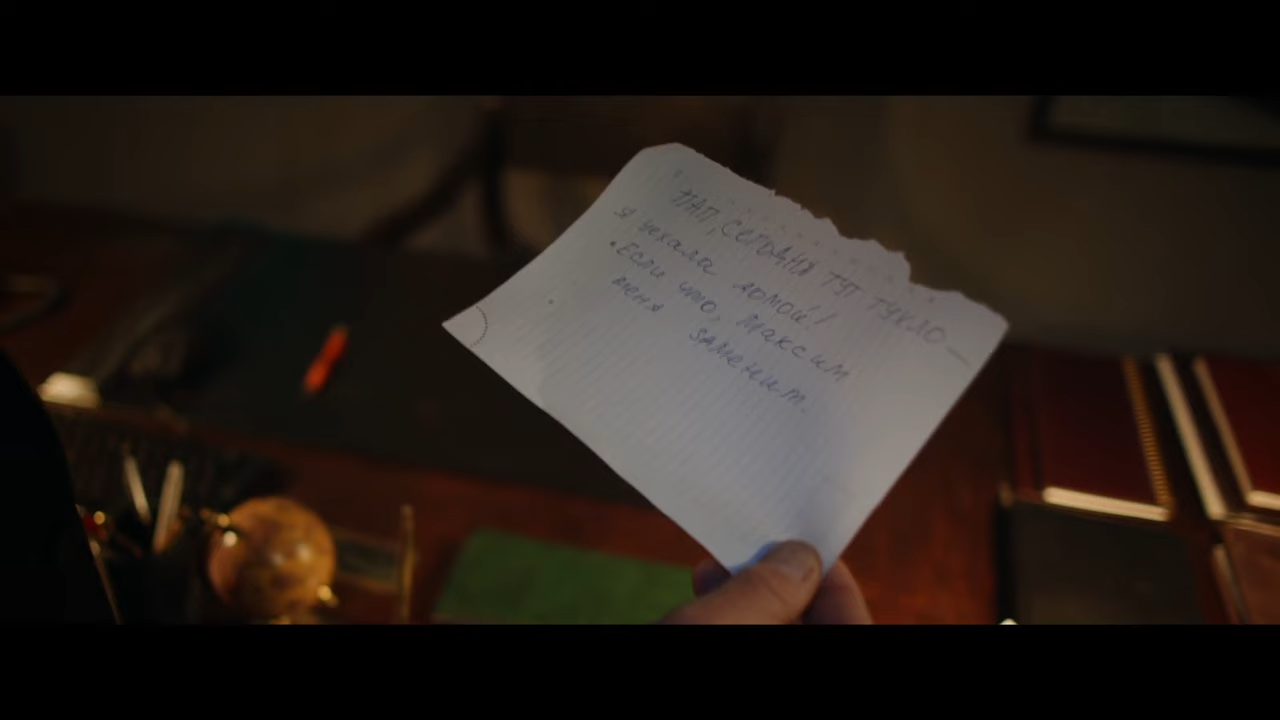 ПАП, СЕГОДНЯ ТУТ ТУХЛО —
Я уехала домой!
Если что, Максим
меня заменит.